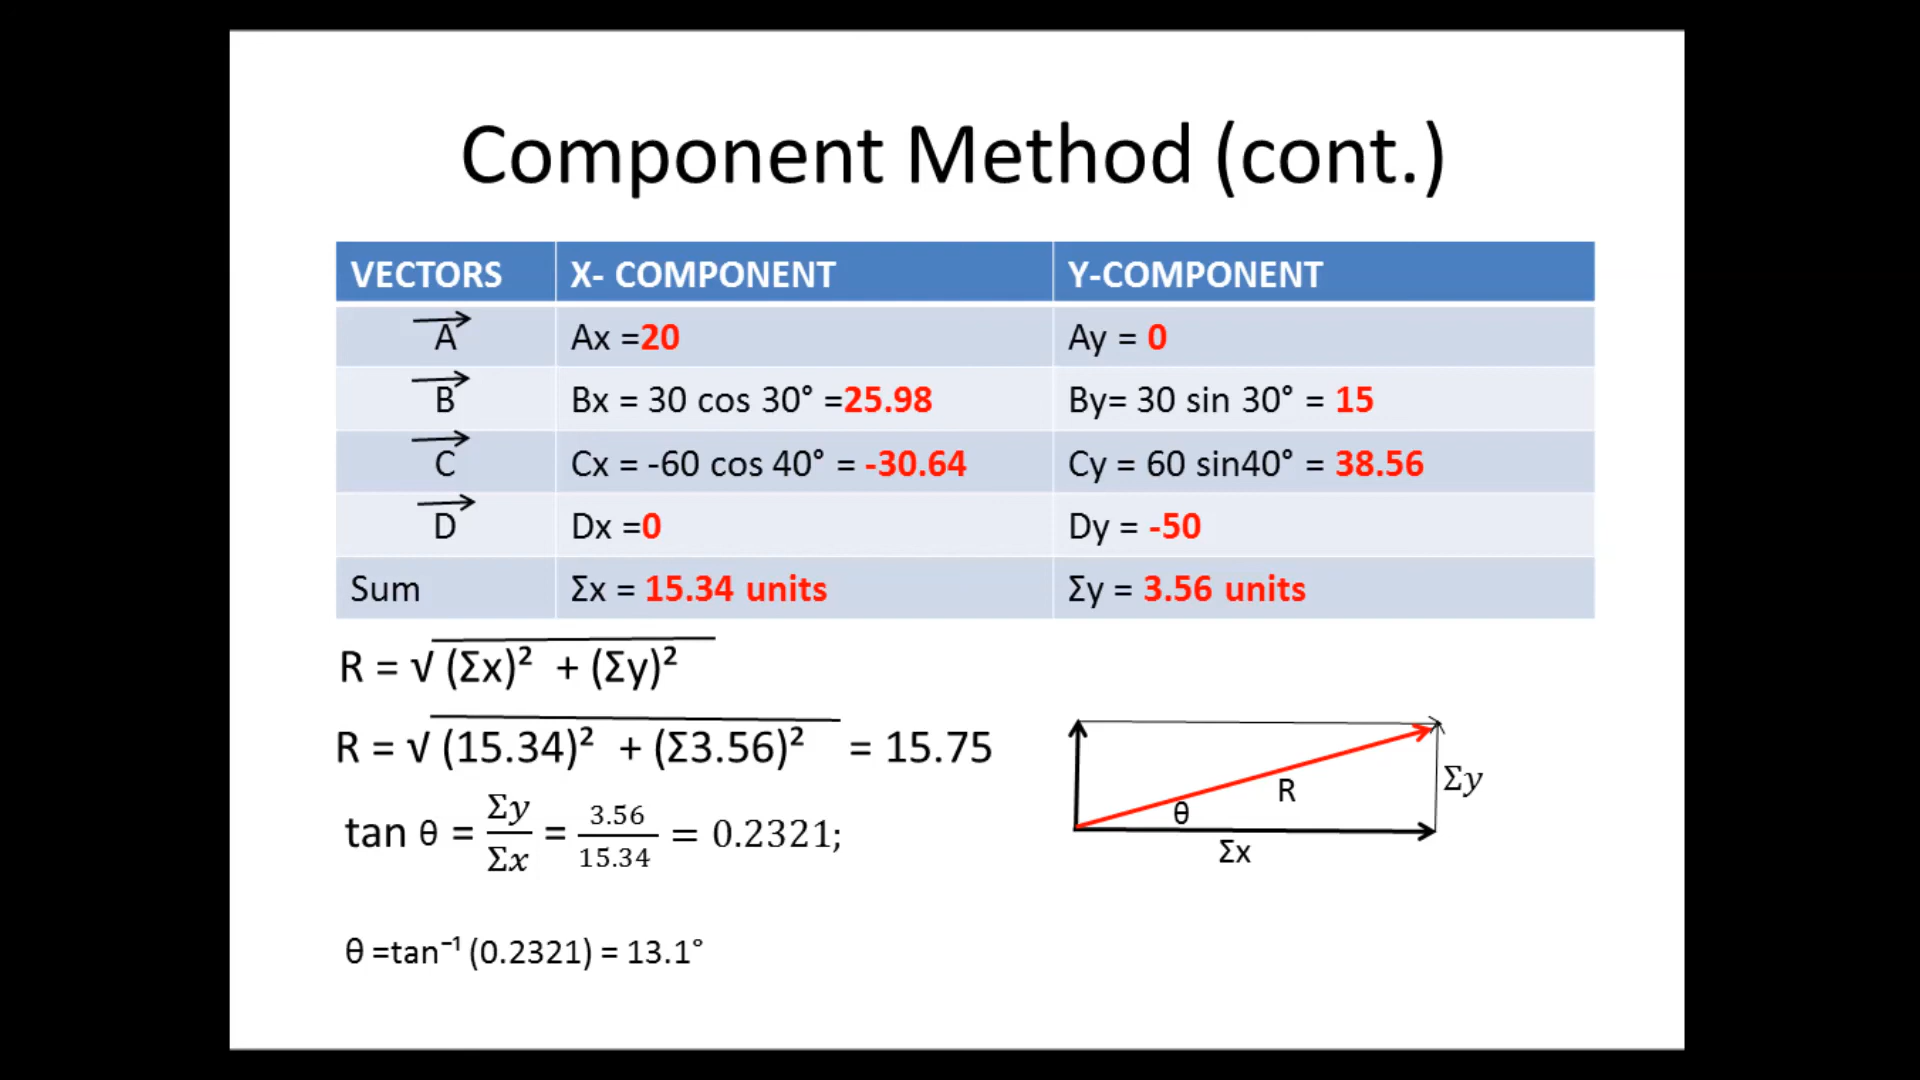 Component Method (cont.)
VECTORS X- COMPONENT Y-COMPONENT
A Ax =20 Ay = 0
B Bx = 30 cos 30° =25.98 By= 30 sin 30° = 15
C Cx = -60 cos 40° = -30.64 Cy = 60 sin40° = 38.56
D Dx =0 Dy = -50
Sum Σx = 15.34 units Σy = 3.56 units
R = √ (Σx)² + (Σy)²
R = √ (15.34)² + (Σ3.56)² = 15.75
tan θ = Σy/Σx = 3.56/15.34 = 0.2321;
θ =tan⁻¹ (0.2321) = 13.1°
Σy
R
θ
Σx